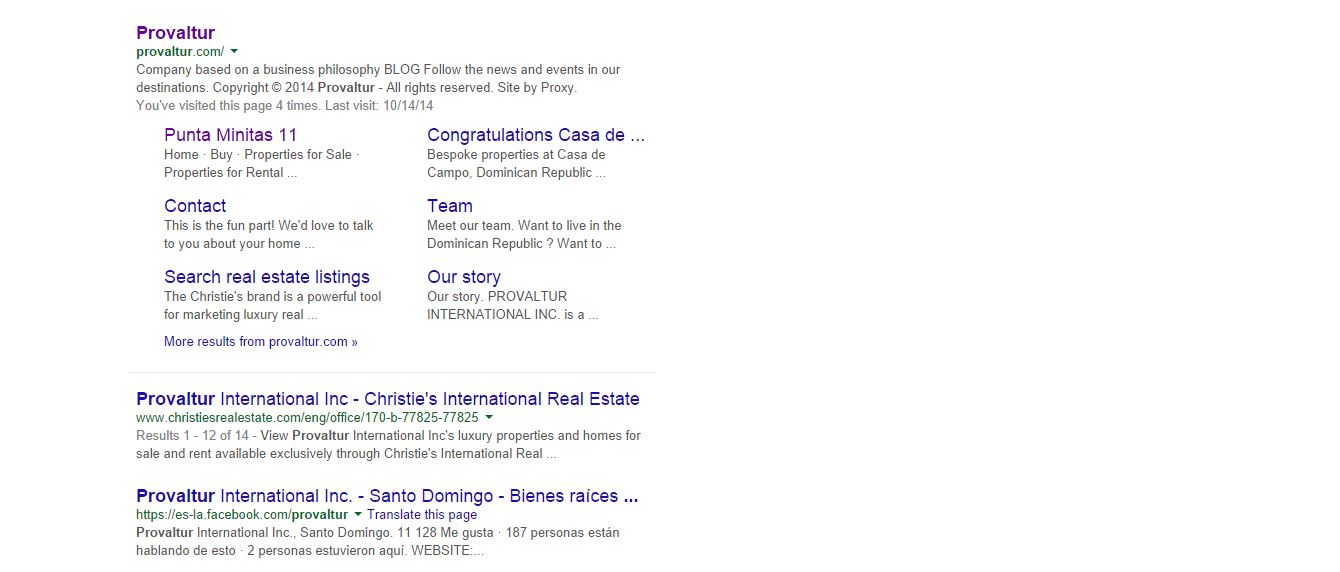 Provaltur
provaltur.com/
Company based on a business philosophy BLOG Follow the news and events in our
destinations. Copyright © 2014 Provaltur - All rights reserved. Site by Proxy.
You've visited this page 4 times. Last visit: 10/14/14
Punta Minitas 11
Home · Buy · Properties for Sale ·
Properties for Rental ...
Congratulations Casa de ...
Bespoke properties at Casa de
Campo, Dominican Republic ...
Contact
This is the fun part! We'd love to talk
to you about your home ...
Team
Meet our team. Want to live in the
Dominican Republic ? Want to ...
Search real estate listings
The Christie's brand is a powerful tool
for marketing luxury real ...
Our story
Our story. PROVALTUR
INTERNATIONAL INC. is a ...
More results from provaltur.com »
Provaltur International Inc - Christie's International Real Estate
www.christiesrealestate.com/eng/office/170-b-77825-77825
Results 1 - 12 of 14 - View Provaltur International Inc's luxury properties and homes for
sale and rent available exclusively through Christie's International Real ...
Provaltur International Inc. - Santo Domingo - Bienes raíces ...
https://es-la.facebook.com/provaltur Translate this page
Provaltur International Inc., Santo Domingo. 11 128 Me gusta · 187 personas están
hablando de esto · 2 personas estuvieron aquí. WEBSITE:...